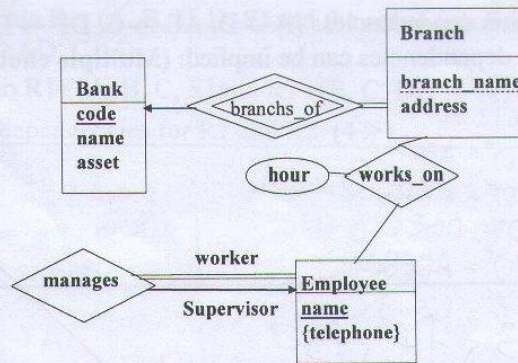 Branch
branch_name
address
Bank
code
name
asset
branchs_of
hour
works_on
worker
manages
Supervisor
Employee
name
{telephone}